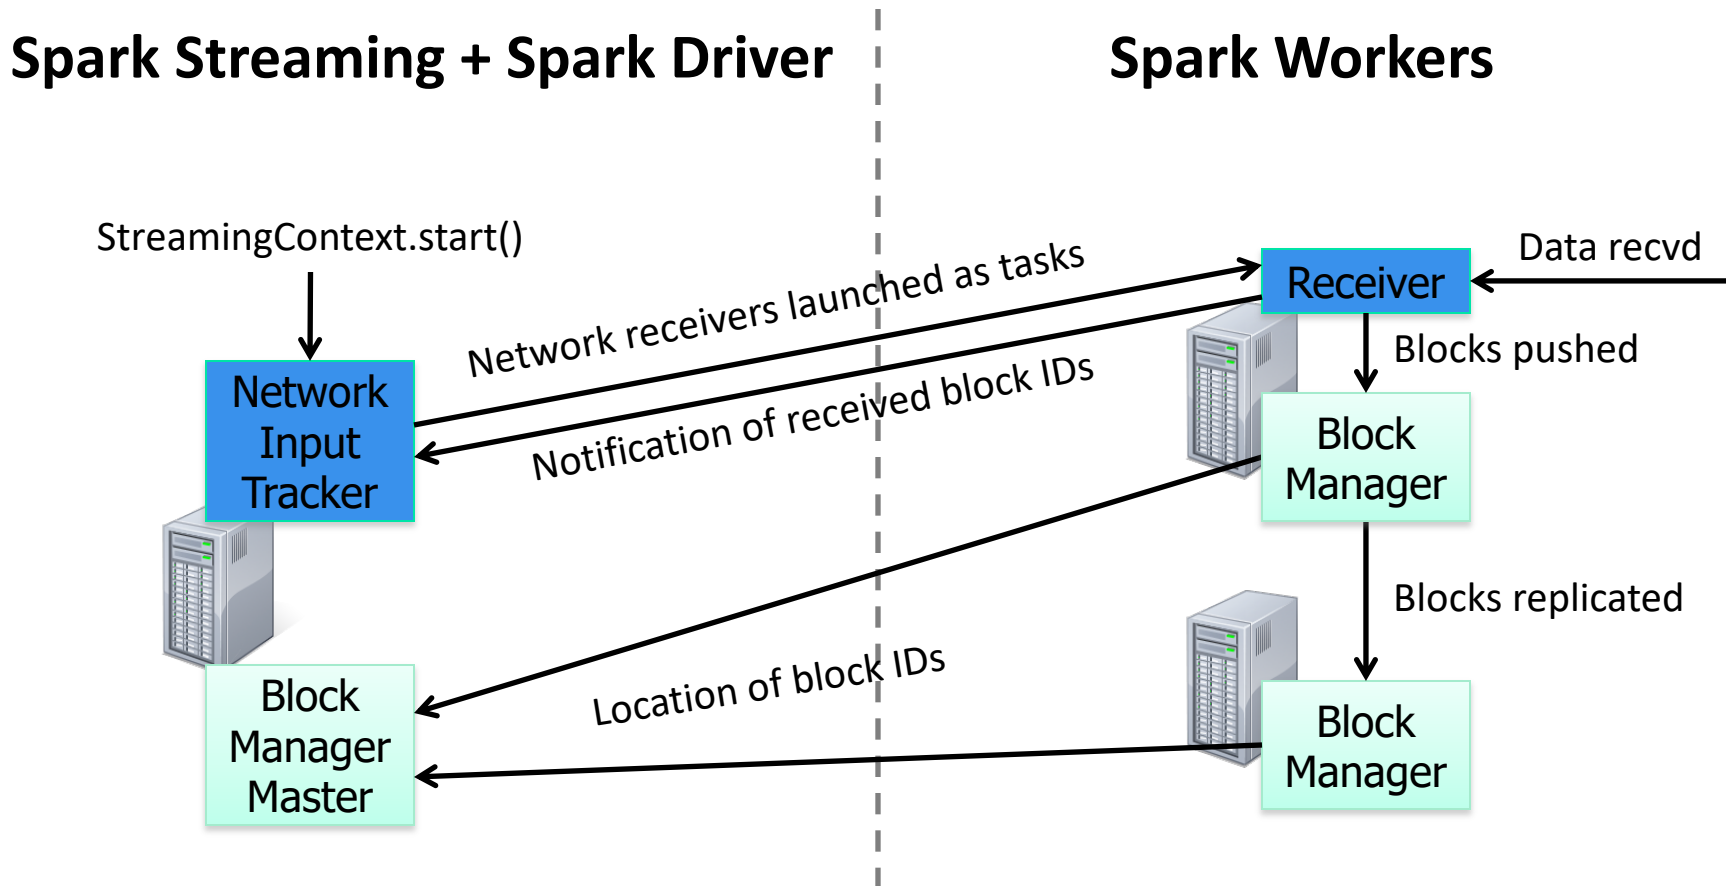 Spark Streaming + Spark Driver
Spark Workers
StreamingContext.start()
Data recvd
Receiver
Network receivers launched as tasks
Blocks pushed
Network
Input
Tracker
Notification of received block IDs
Block
Manager
Blocks replicated
Location of block IDs
Block
Manager
Master
Block
Manager